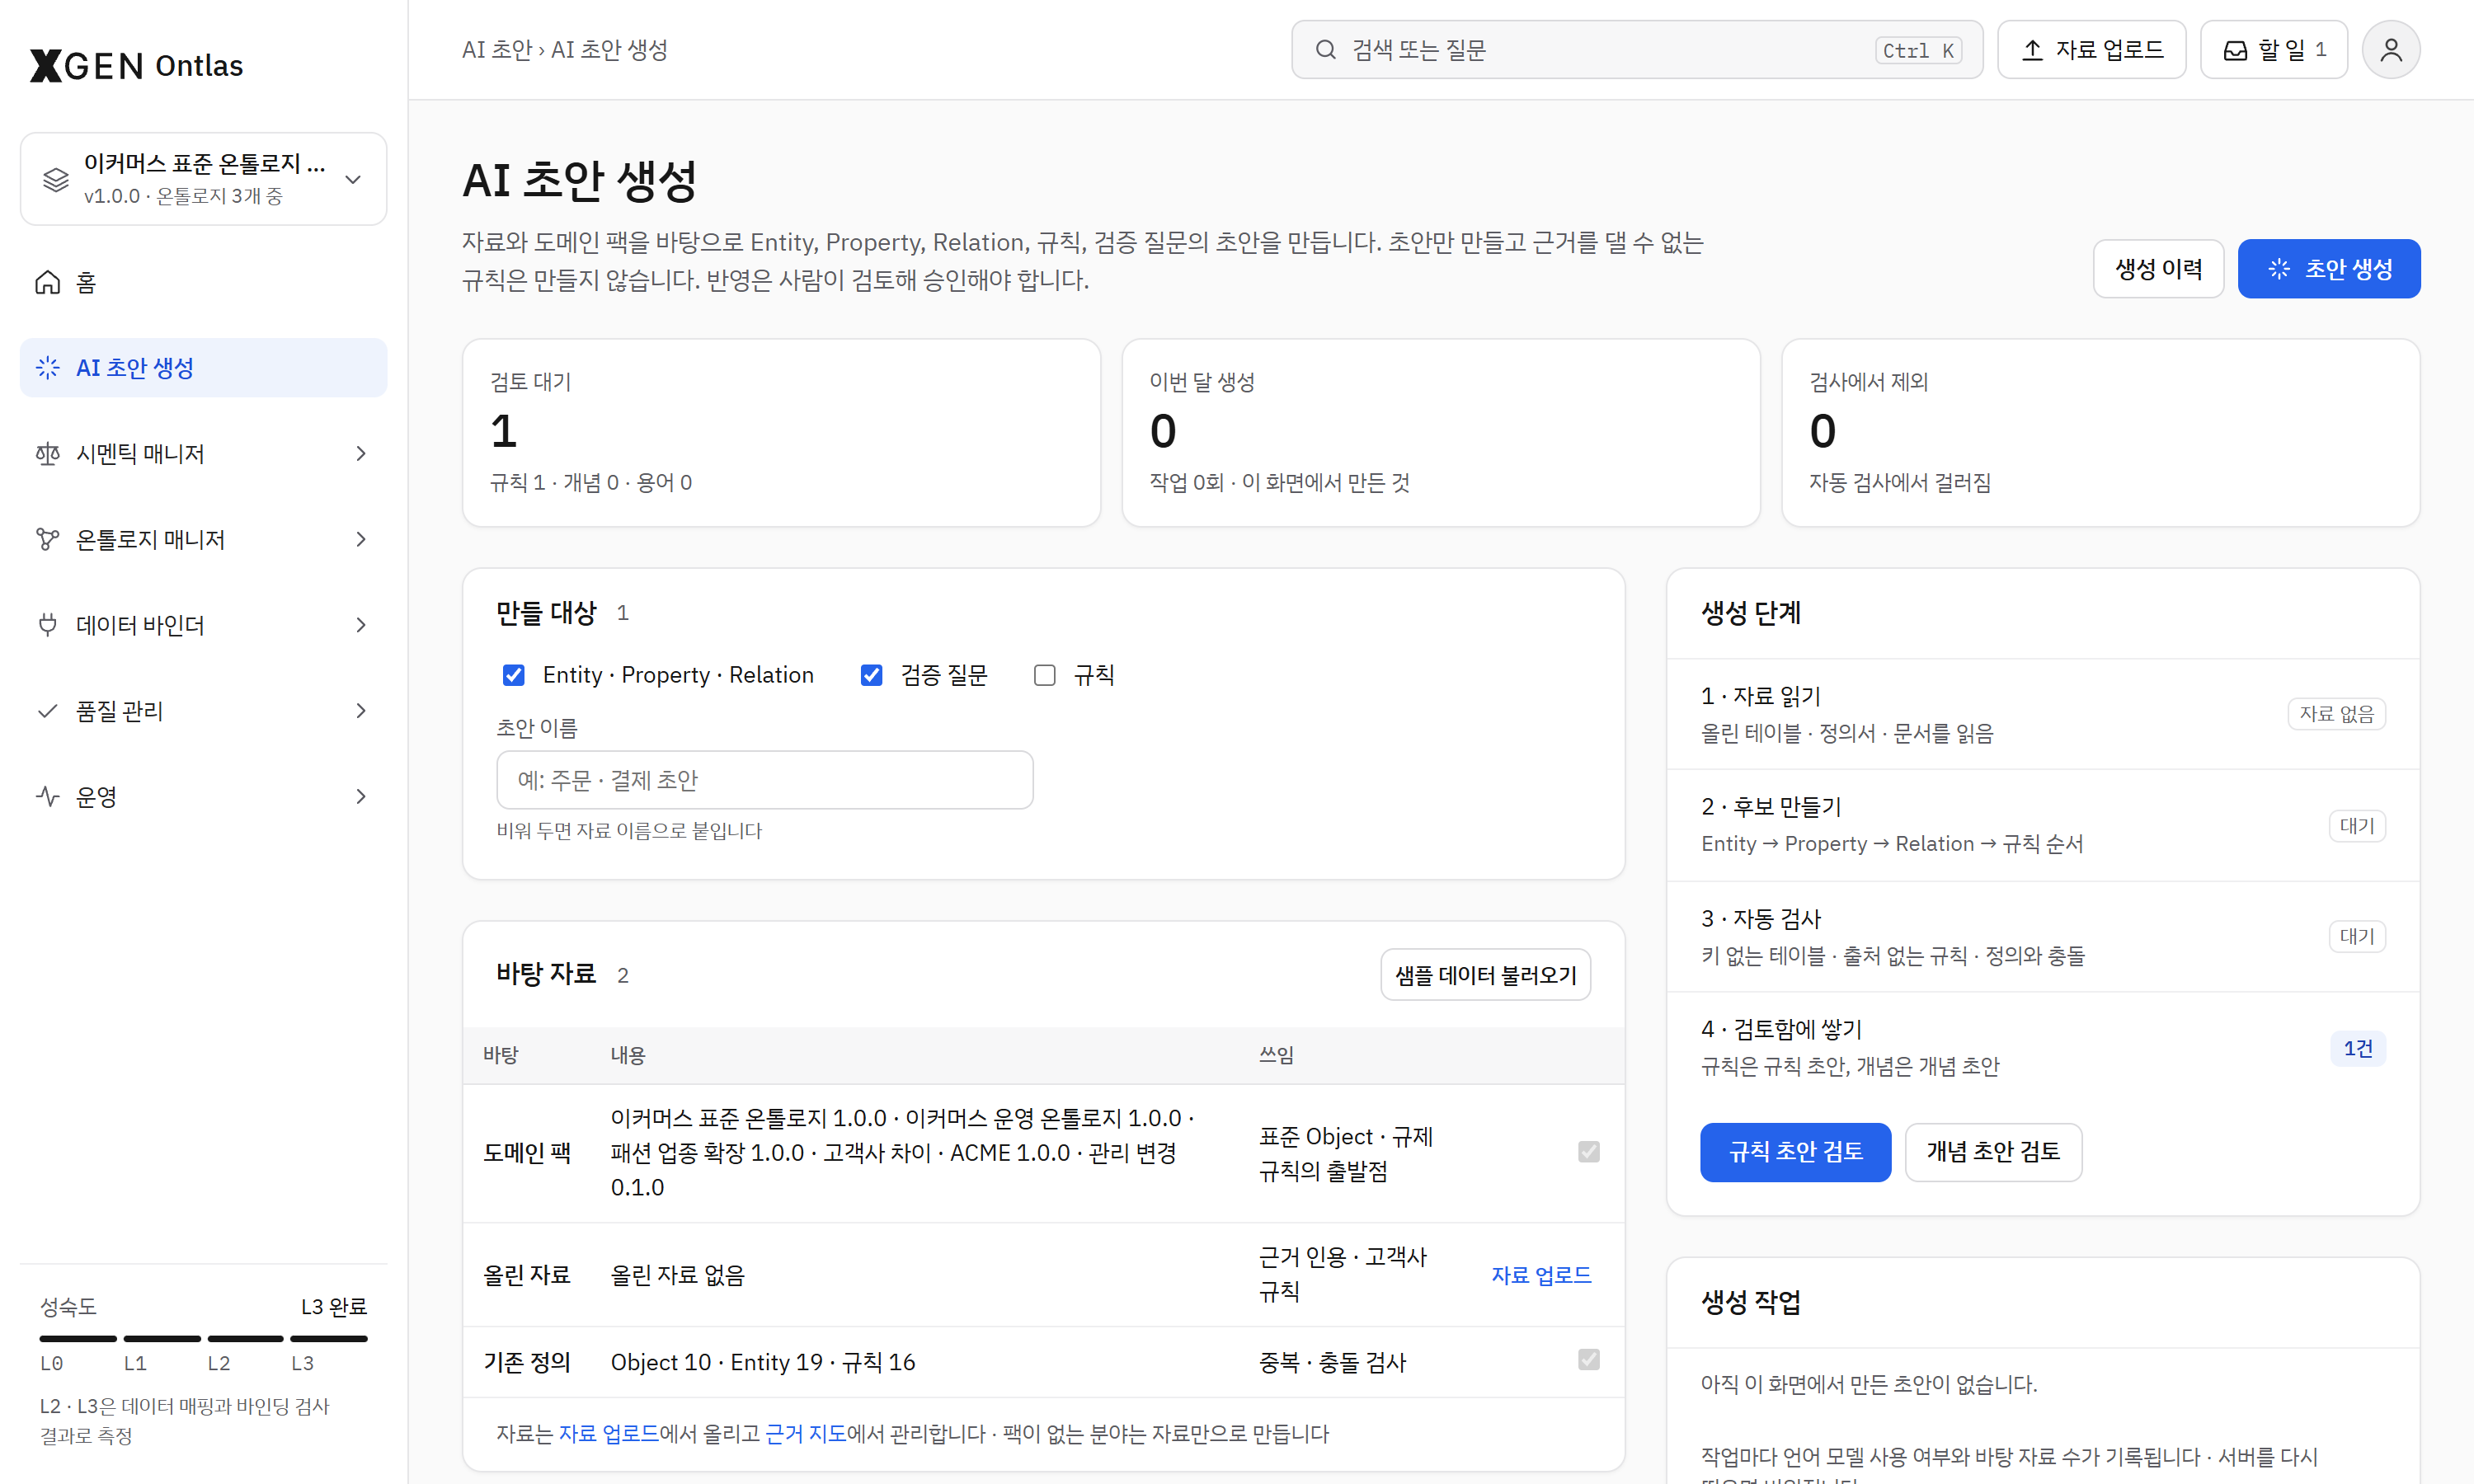 XGEN Ontlas
이커머스 표준 온톨로지 ...
v1.0.0 · 온톨로지 3개 중
홈
AI 초안 생성
시멘틱 매니저
온톨로지 매니저
데이터 바인더
품질 관리
운영
성숙도 L3 완료
L0 L1 L2 L3
L2 · L3은 데이터 매핑과 바인딩 검사
결과로 측정
AI 초안 › AI 초안 생성
검색 또는 질문 Ctrl K
자료 업로드
할 일 1
AI 초안 생성
자료와 도메인 팩을 바탕으로 Entity, Property, Relation, 규칙, 검증 질문의 초안을 만듭니다. 초안만 만들고 근거를 댈 수 없는
규칙은 만들지 않습니다. 반영은 사람이 검토해 승인해야 합니다.
생성 이력
초안 생성
검토 대기
1
규칙 1 · 개념 0 · 용어 0
이번 달 생성
0
작업 0회 · 이 화면에서 만든 것
검사에서 제외
0
자동 검사에서 걸러짐
만들 대상 1
Entity · Property · Relation
검증 질문
규칙
초안 이름
예: 주문 · 결제 초안
비워 두면 자료 이름으로 붙입니다
바탕 자료 2
샘플 데이터 불러오기
바탕 내용 쓰임
도메인 팩
이커머스 표준 온톨로지 1.0.0 · 이커머스 운영 온톨로지 1.0.0 ·
패션 업종 확장 1.0.0 · 고객사 차이 · ACME 1.0.0 · 관리 변경
0.1.0
표준 Object · 규제
규칙의 출발점
올린 자료
올린 자료 없음
근거 인용 · 고객사
규칙
자료 업로드
기존 정의
Object 10 · Entity 19 · 규칙 16
중복 · 충돌 검사
자료는 자료 업로드에서 올리고 근거 지도에서 관리합니다 · 팩이 없는 분야는 자료만으로 만듭니다
생성 단계
1 · 자료 읽기
올린 테이블 · 정의서 · 문서를 읽음
자료 없음
2 · 후보 만들기
Entity → Property → Relation → 규칙 순서
대기
3 · 자동 검사
키 없는 테이블 · 출처 없는 규칙 · 정의와 충돌
대기
4 · 검토함에 쌓기
규칙은 규칙 초안, 개념은 개념 초안
1건
규칙 초안 검토
개념 초안 검토
생성 작업
아직 이 화면에서 만든 초안이 없습니다.
작업마다 언어 모델 사용 여부와 바탕 자료 수가 기록됩니다 · 서버를 다시